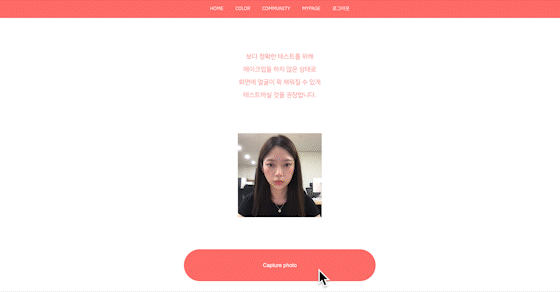 HOME COLOR COMMUNITY MYPAGE 로그아웃
보다 정확한 테스트를 위해
메이크업을 하지 않은 상태로
화면에 얼굴이 꽉 채워질 수 있게
테스트하실 것을 권장합니다.
Capture photo